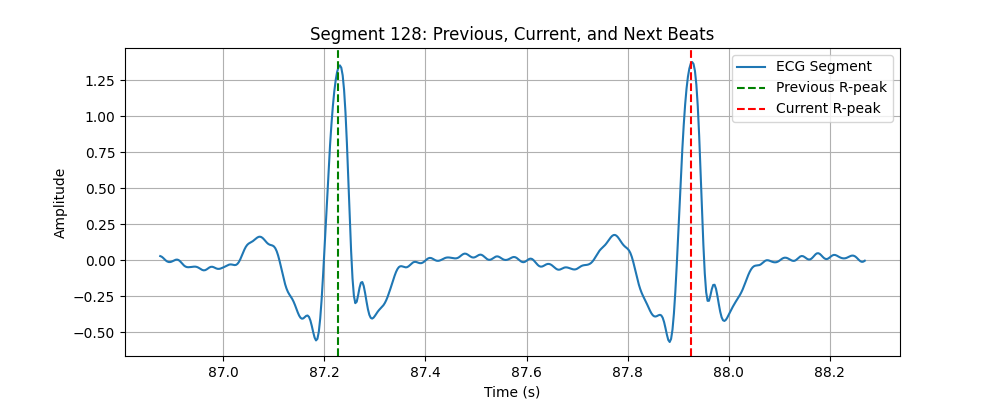 Segment 128: Previous, Current, and Next Beats
ECG Segment
Previous R-peak
Current R-peak
Amplitude
1.25
1.00
0.75
0.50
0.25
0.00
−0.25
−0.50
87.0 87.2 87.4 87.6 87.8 88.0 88.2
Time (s)